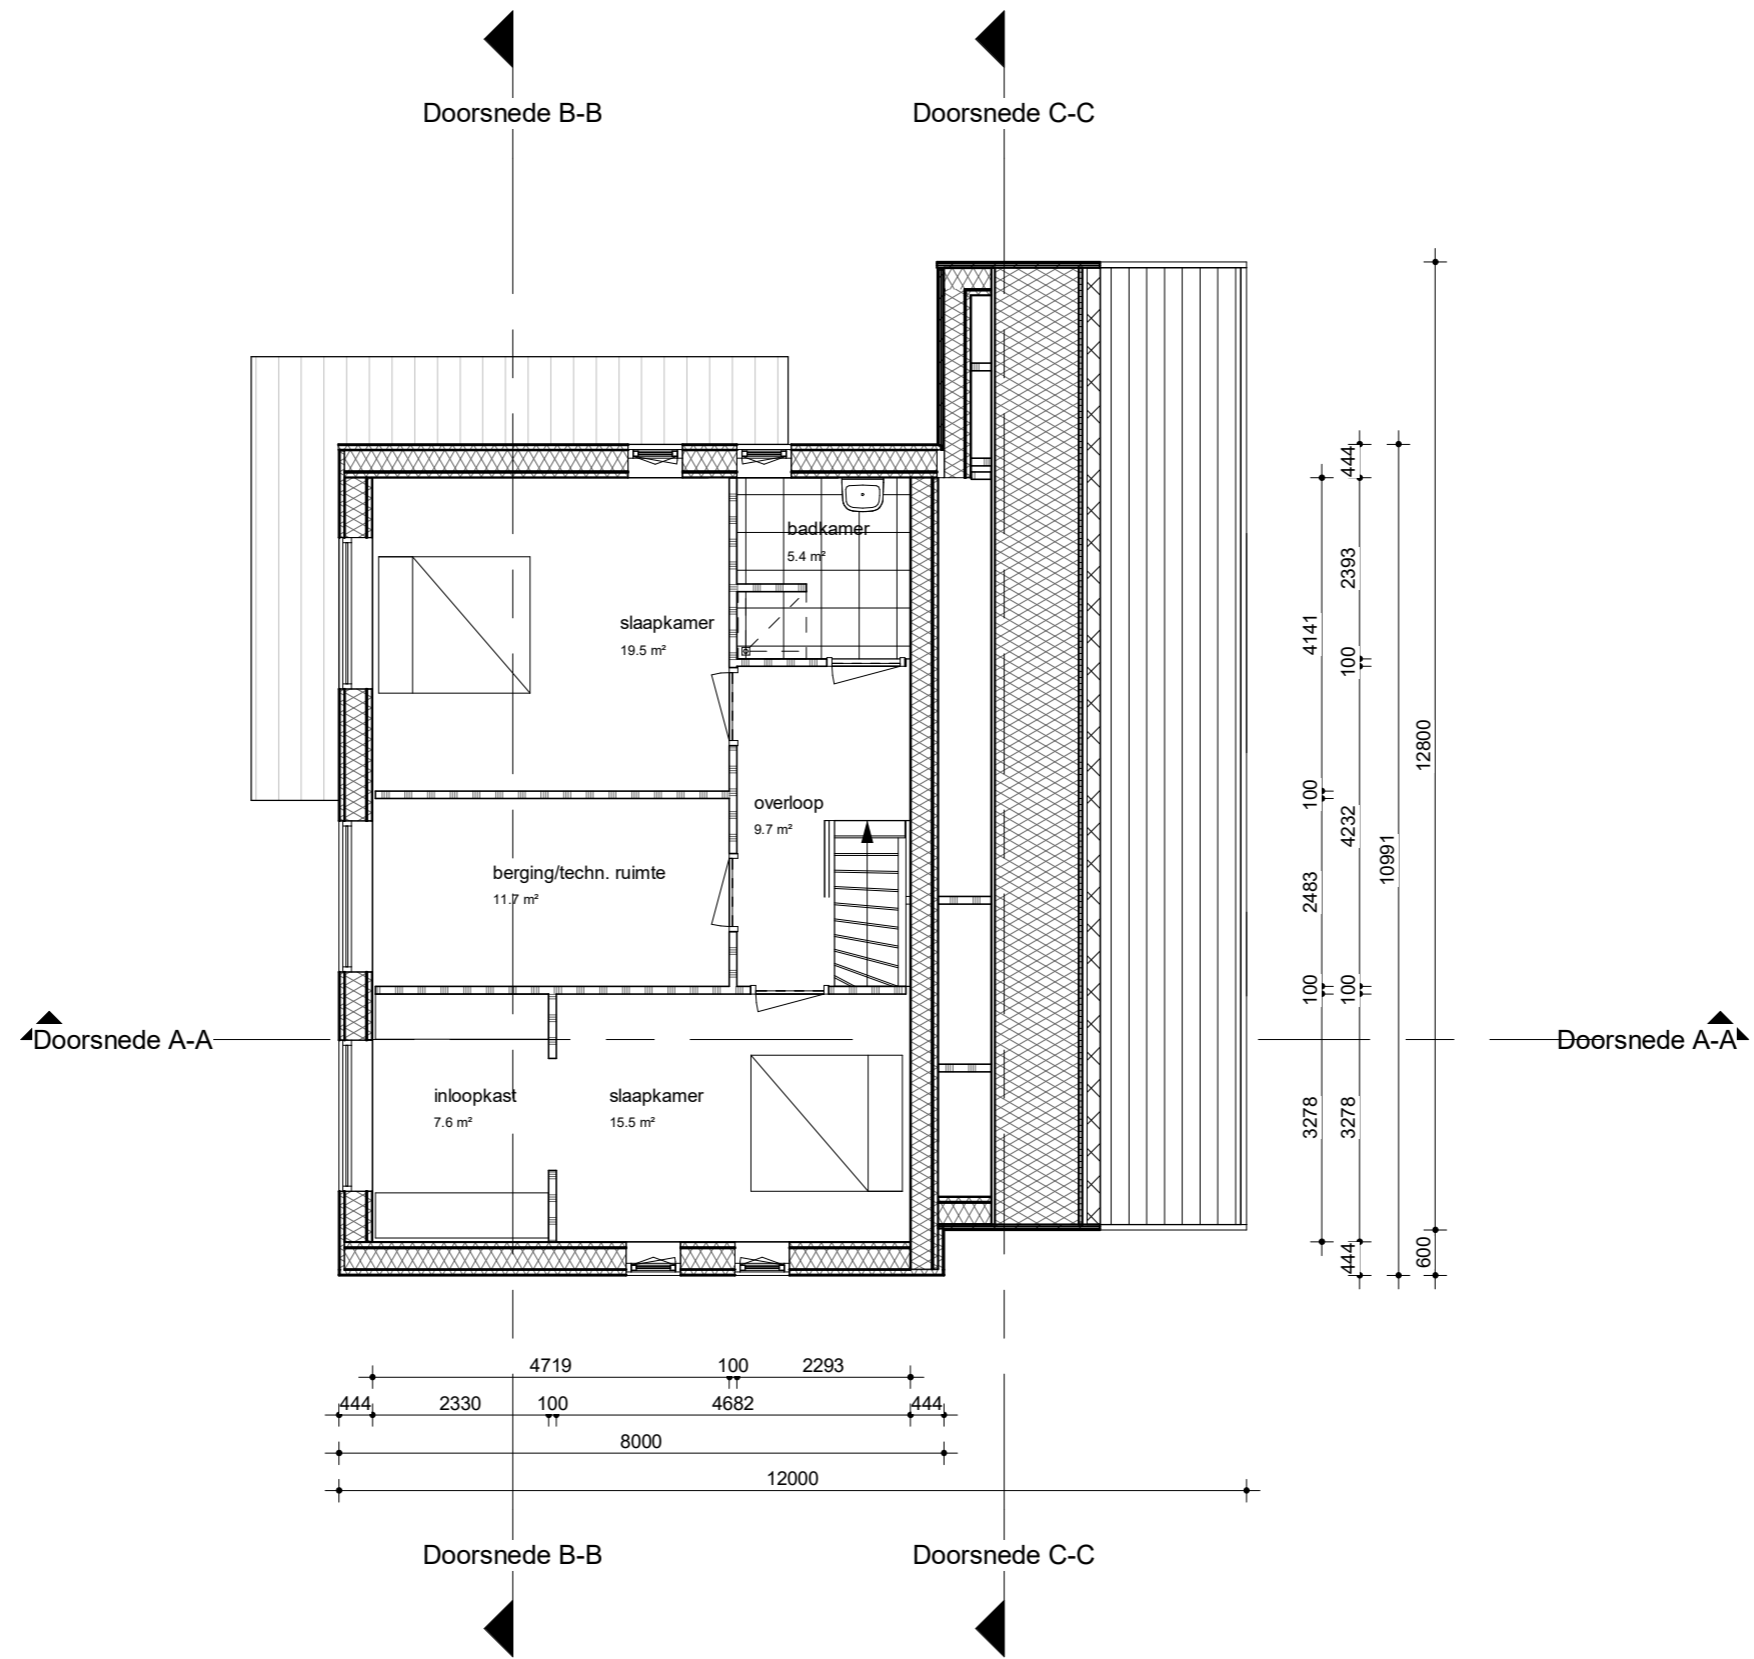 Doorsnede B-B
Doorsnede C-C
badkamer
5.4 m²
slaapkamer
19.5 m²
overloop
9.7 m²
berging/techn. ruimte
11.7 m²
Doorsnede A-A
Doorsnede A-A
inloopkast
7.6 m²
slaapkamer
15.5 m²
4141
100
2483
100
3278
444
2393
100
4232
100
3278
444
10991
12800
600
4719
100
2293
444
2330
100
4682
444
8000
12000
Doorsnede B-B
Doorsnede C-C